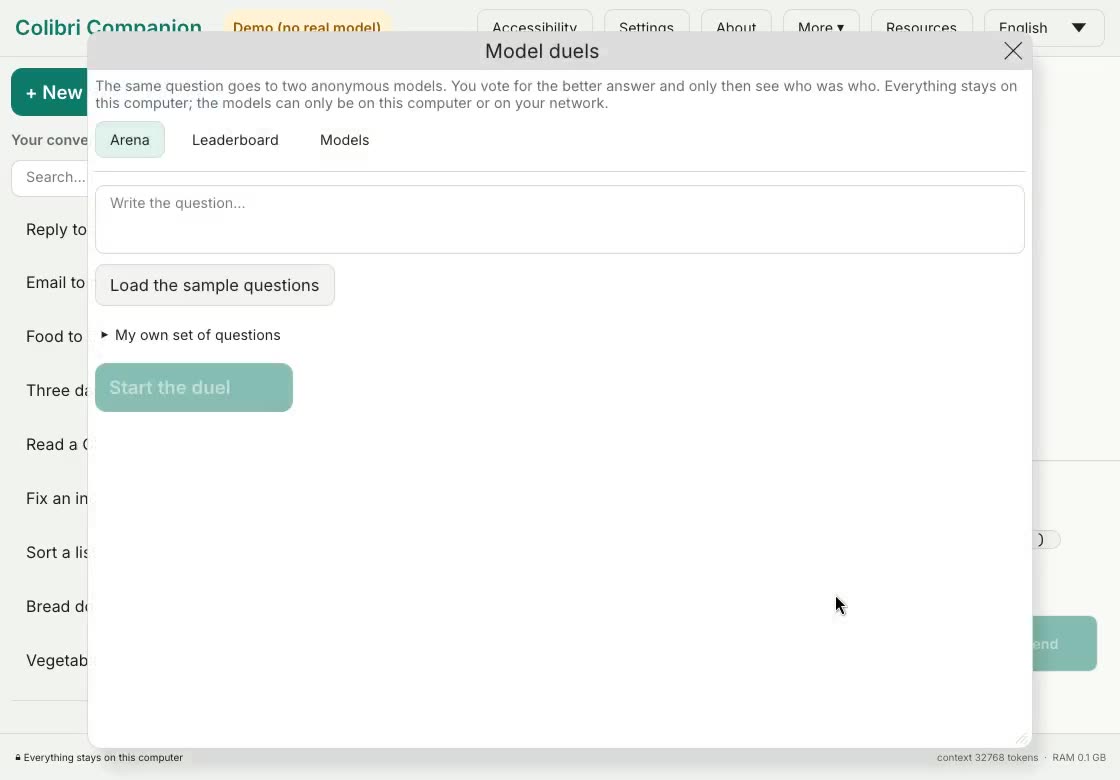 Colibri Companion
Demo (no real model)
Accessibility
Settings
About
More ▾
Resources
English
Model duels
+ New
The same question goes to two anonymous models. You vote for the better answer and only then see who was who. Everything stays on
this computer; the models can only be on this computer or on your network.
Your conve
Arena
Leaderboard
Models
Search...
Write the question...
Reply to
Email to
Load the sample questions
Food to
My own set of questions
Three da
Start the duel
Read a
Fix an in
Sort a lis
)
Bread do
end
Vegetab
Everything stays on this computer
context 32768 tokens · RAM 0.1 GB